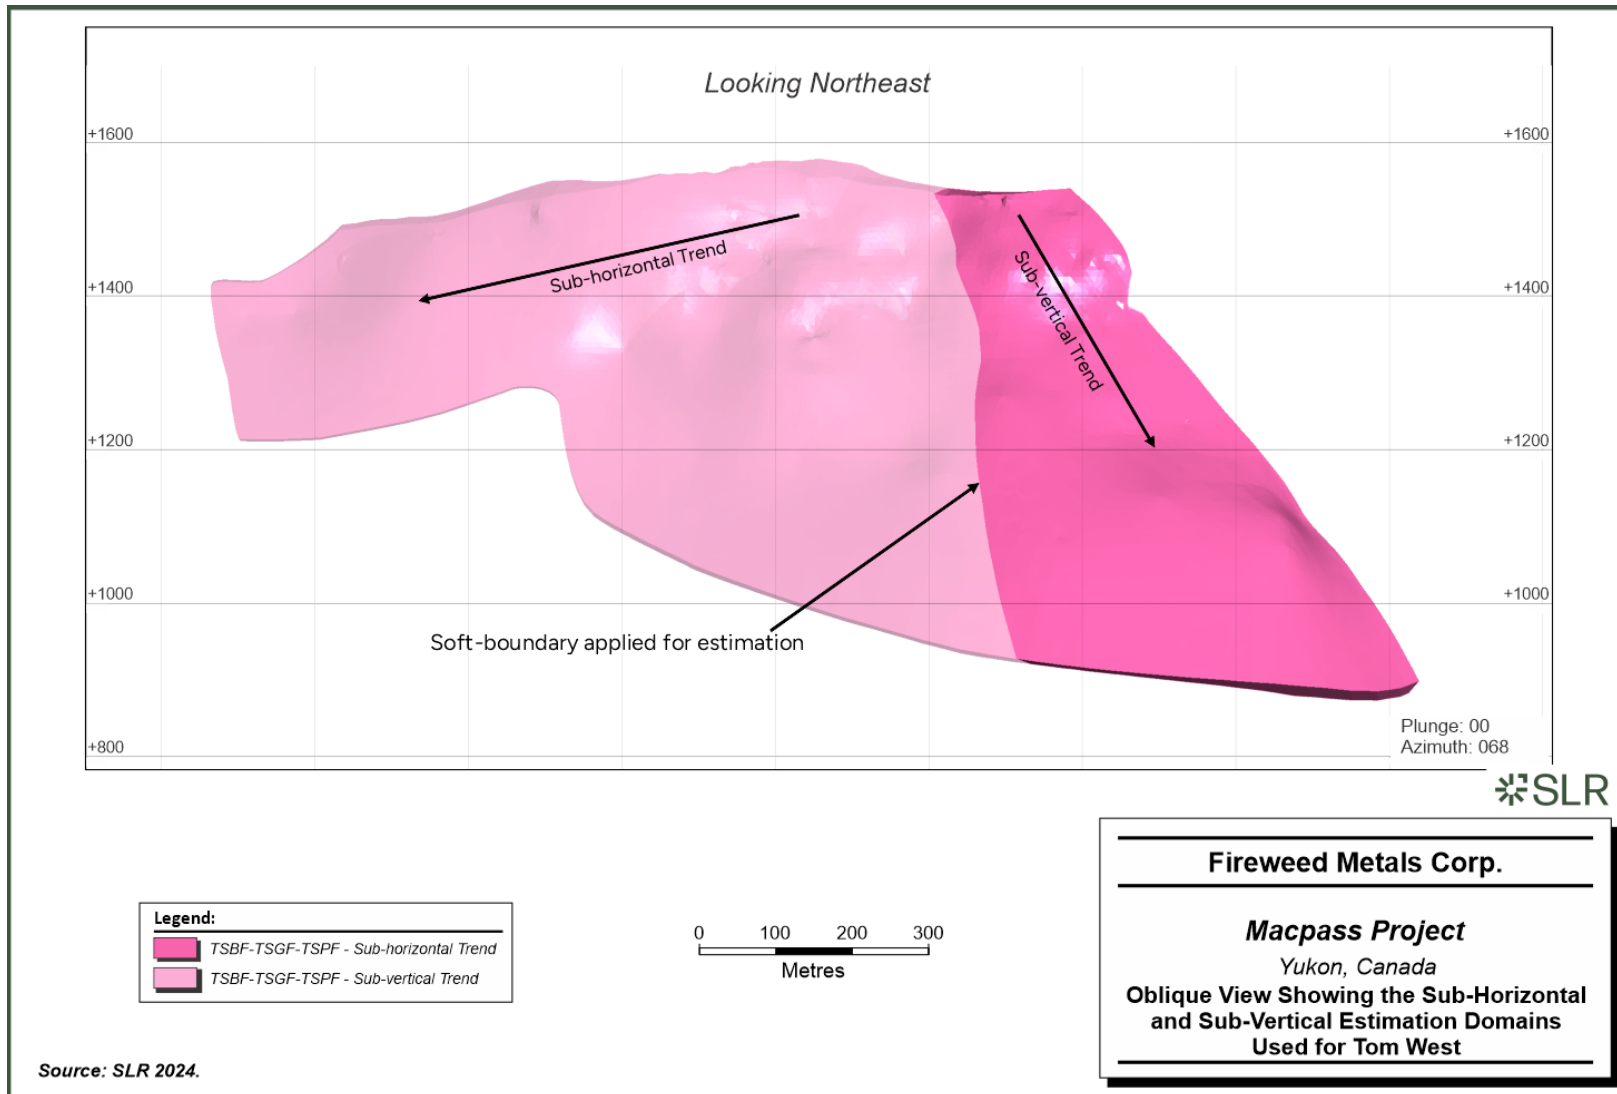 Looking Northeast
+1600
+1600
Sub-horizontal Trend
Sub-vertical Trend
+1400
+1400
+1200
+1200
+1000
+1000
Soft-boundary applied for estimation
+800
Plunge: 00
Azimuth: 068
SLR
Legend:
TSBF-TSGF-TSPF - Sub-horizontal Trend
TSBF-TSGF-TSPF - Sub-vertical Trend
0 100 200 300
Metres
Fireweed Metals Corp.
Macpass Project
Yukon, Canada
Oblique View Showing the Sub-Horizontal
and Sub-Vertical Estimation Domains
Used for Tom West
Source: SLR 2024.